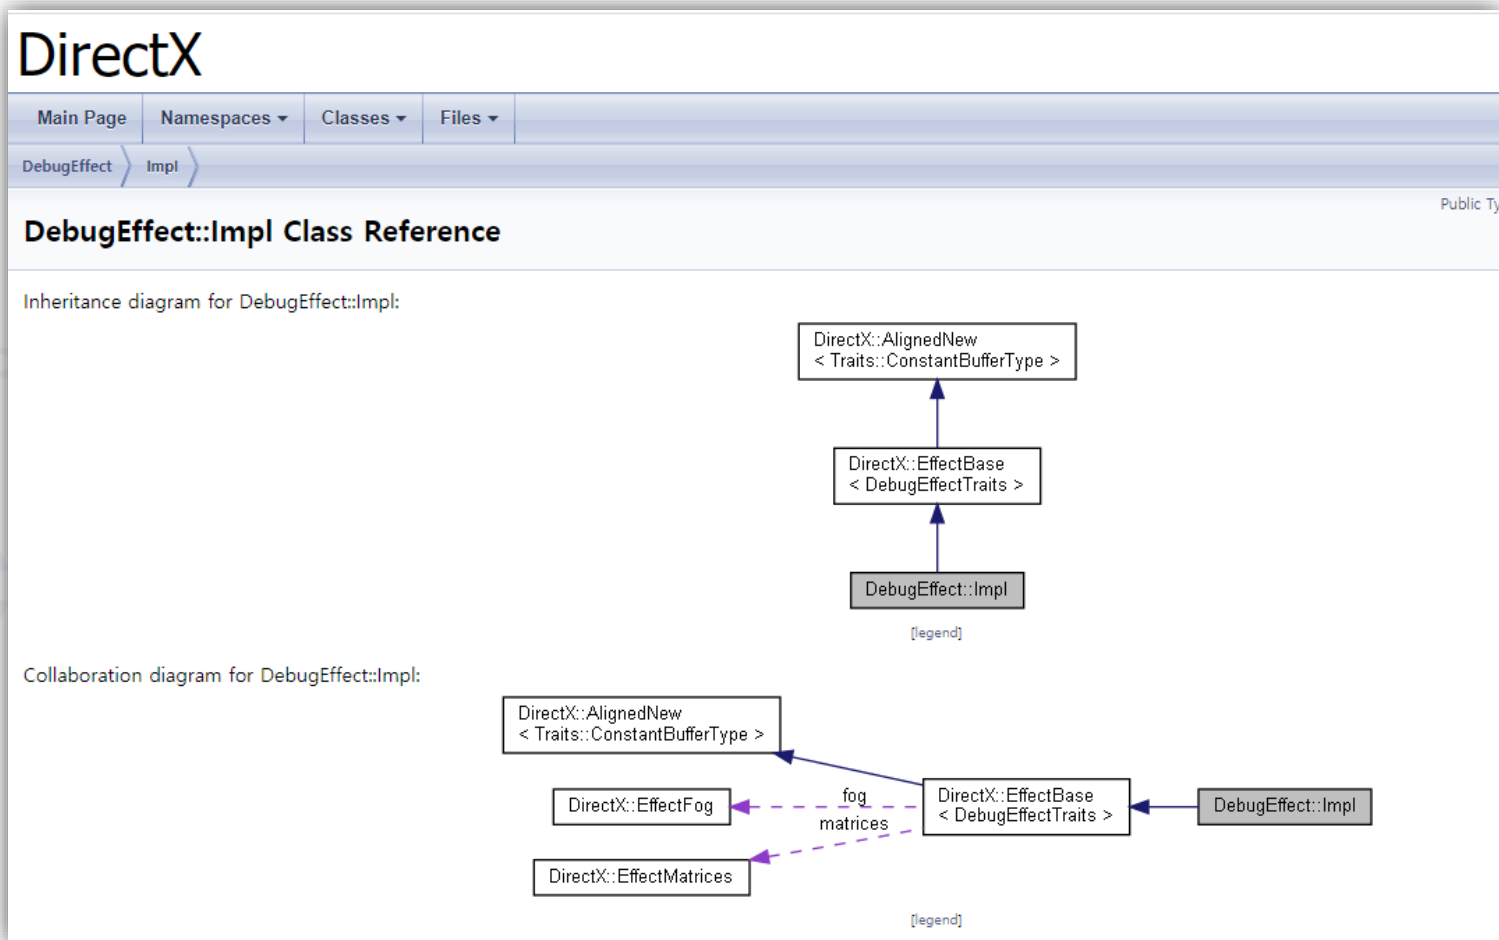 DirectX
Main Page Namespaces Classes Files
DebugEffect Impl
Public Ty
DebugEffect::Impl Class Reference
Inheritance diagram for DebugEffect::Impl:
DirectX::AlignedNew
< Traits::ConstantBufferType >
DirectX::EffectBase
< DebugEffectTraits >
DebugEffect::Impl
[legend]
Collaboration diagram for DebugEffect::Impl:
DirectX::AlignedNew
< Traits::ConstantBufferType >
DirectX::EffectFog
fog
matrices
DirectX::EffectBase
< DebugEffectTraits >
DebugEffect::Impl
DirectX::EffectMatrices
[legend]